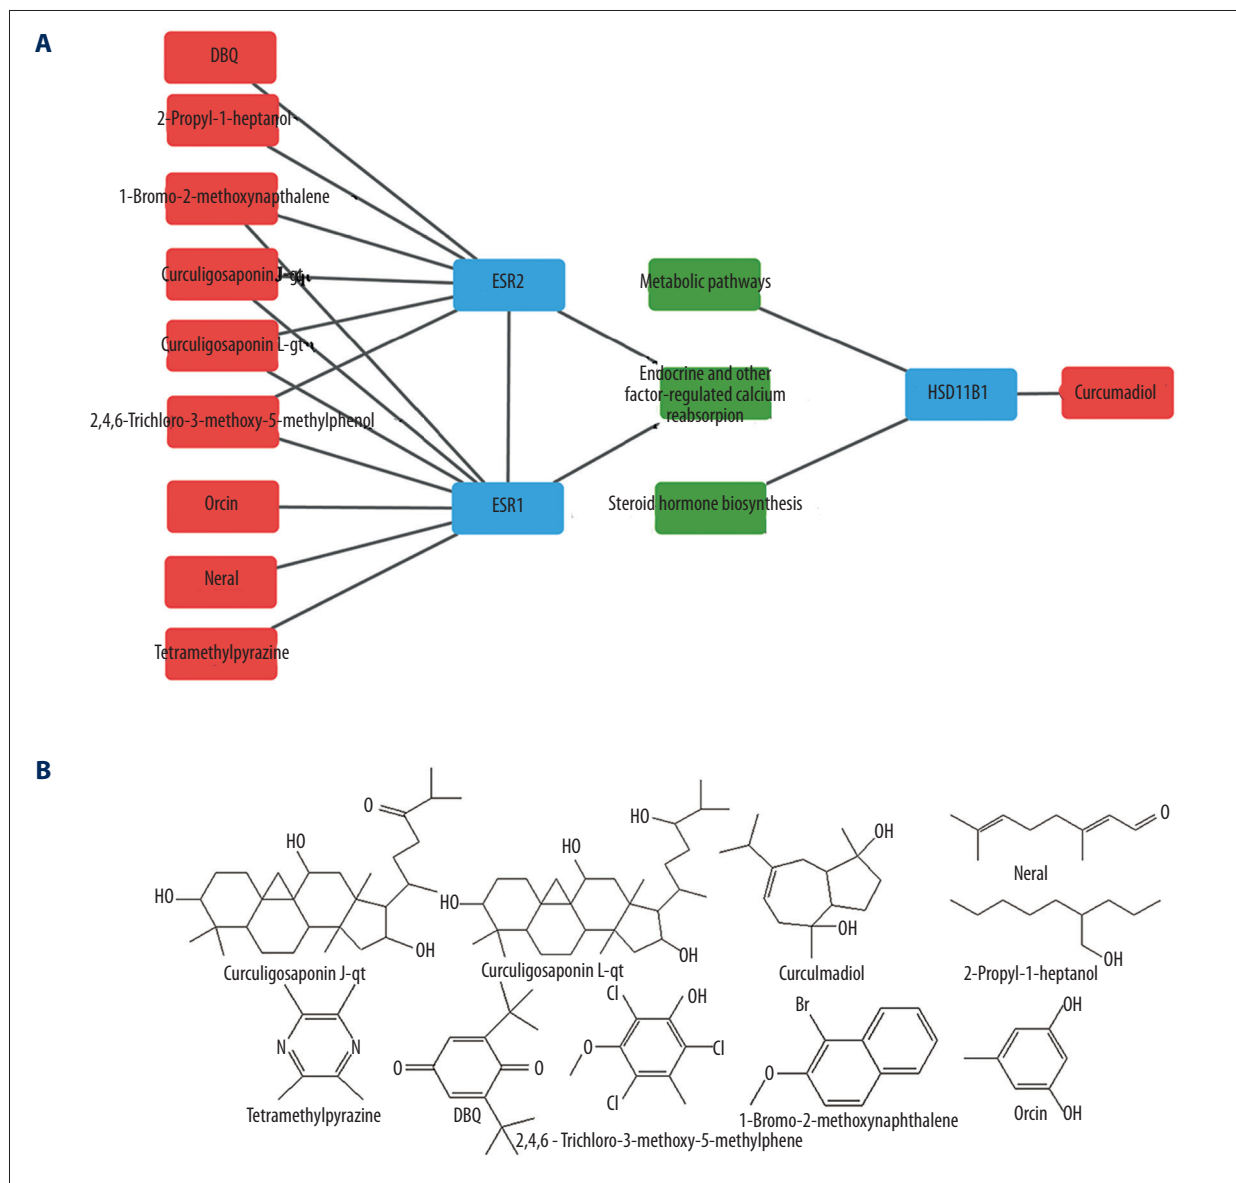 A
DBQ
2-Propyl-1-heptanol
1-Bromo-2-methoxynapthalene
Curculigosaponin J-qt
Curculigosaponin L-gt
2,4,6-Trichloro-3-methoxy-5-methylphenol
Orcin
Neral
Tetramethylpyrazine
ESR2
ESR1
Metabolic pathways
Endocrine and other
factor-regulated calcium
reabsorpion
Steroid hormone biosynthesis
HSD11B1
Curcumadiol
B
O
HO
HO
OH
Curculigosaponin J-qt
HO
HO
HO
OH
Curculigosaponin L-qt
OH
OH
Curculmadiol
O
Neral
OH
2-Propyl-1-heptanol
N
N
Tetramethylpyrazine
O
O
DBQ
Cl
OH
O
Cl
Cl
2,4,6 - Trichloro-3-methoxy-5-methylphene
Br
O
1-Bromo-2-methoxynaphthalene
OH
OH
Orcin